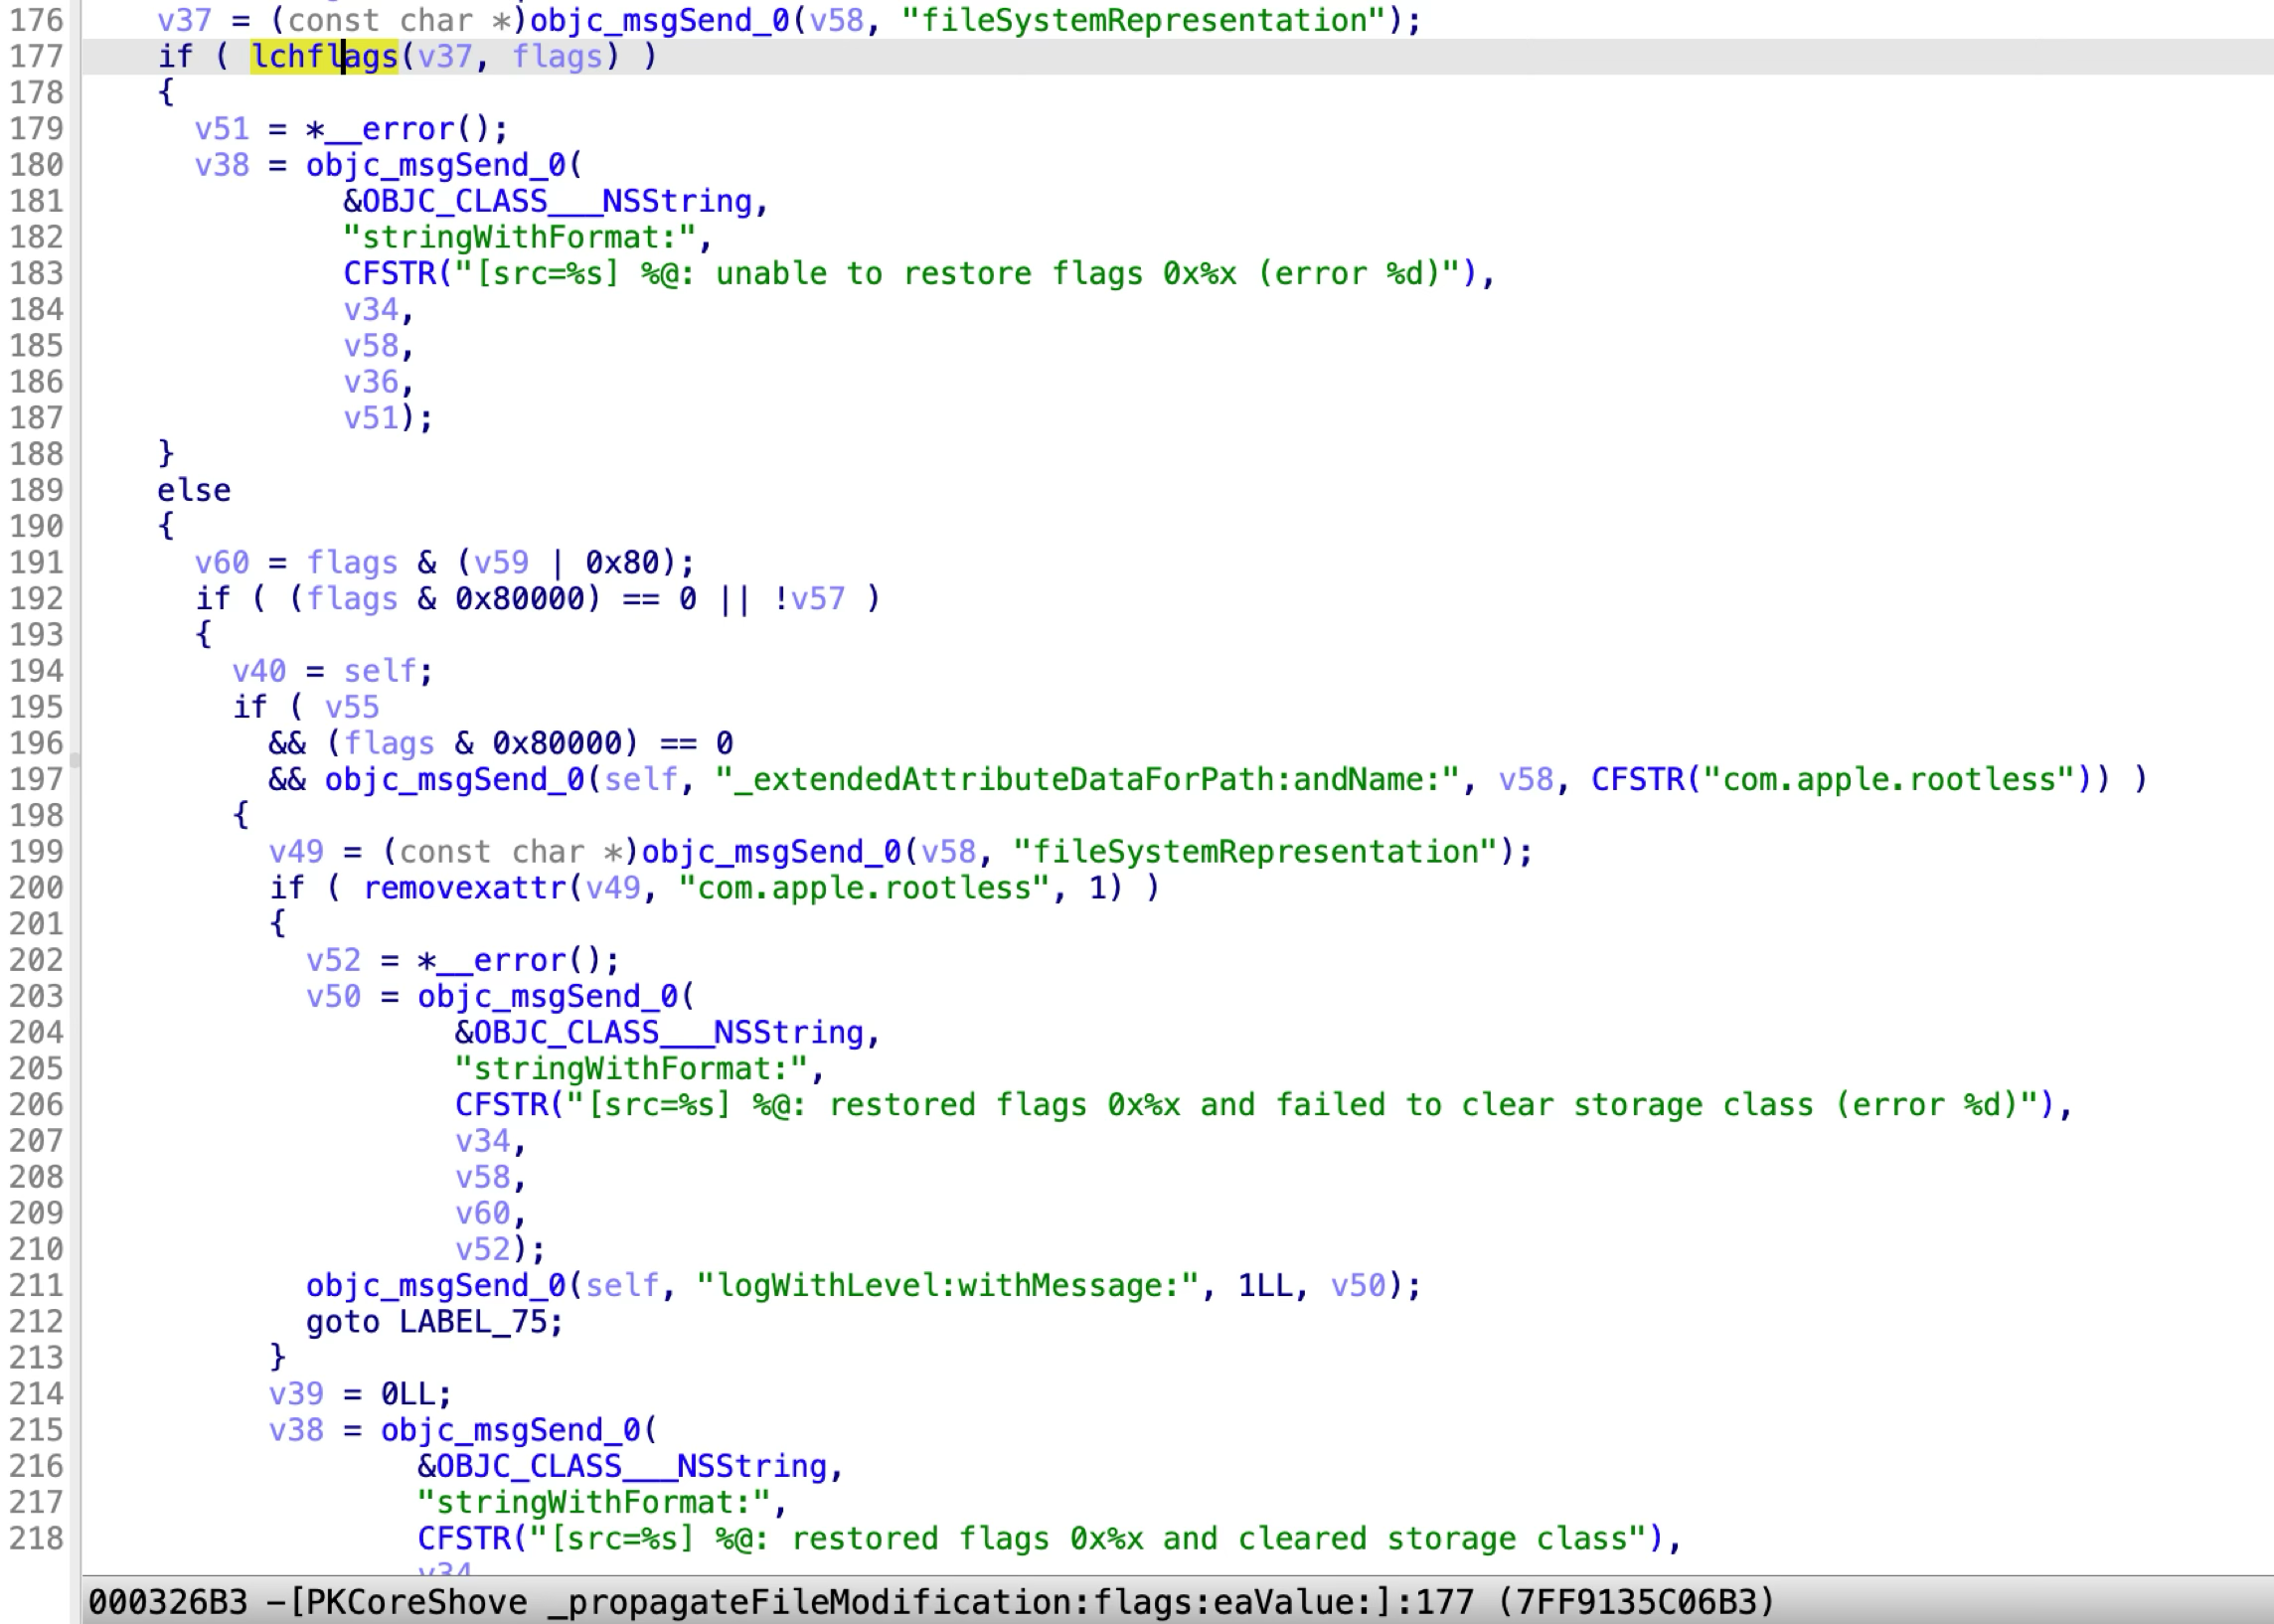 176 v37 = (const char *)objc_msgSend_0(v58, "fileSystemRepresentation");
177 if ( lchflags(v37, flags) )
178 {
179 v51 = *__error();
180 v38 = objc_msgSend_0(
181 &OBJC_CLASS___NSString,
182 "stringWithFormat:",
183 CFSTR("[src=%s] %@: unable to restore flags 0x%x (error %d)"),
184 v34,
185 v58,
186 v36,
187 v51);
188 }
189 else
190 {
191 v60 = flags & (v59 | 0x80);
192 if ( (flags & 0x80000) == 0 || !v57 )
193 {
194 v40 = self;
195 if ( v55
196 && (flags & 0x80000) == 0
197 && objc_msgSend_0(self, "_extendedAttributeDataForPath:andName:", v58, CFSTR("com.apple.rootless")) )
198 {
199 v49 = (const char *)objc_msgSend_0(v58, "fileSystemRepresentation");
200 if ( removexattr(v49, "com.apple.rootless", 1) )
201 {
202 v52 = *__error();
203 v50 = objc_msgSend_0(
204 &OBJC_CLASS___NSString,
205 "stringWithFormat:",
206 CFSTR("[src=%s] %@: restored flags 0x%x and failed to clear storage class (error %d)"),
207 v34,
208 v58,
209 v60,
210 v52);
211 objc_msgSend_0(self, "logWithLevel:withMessage:", 1LL, v50);
212 goto LABEL_75;
213 }
214 v39 = 0LL;
215 v38 = objc_msgSend_0(
216 &OBJC_CLASS___NSString,
217 "stringWithFormat:",
218 CFSTR("[src=%s] %@: restored flags 0x%x and cleared storage class"),
v34
000326B3 -[PKCoreShove _propagateFileModification:flags:eaValue:]:177 (7FF9135C06B3)